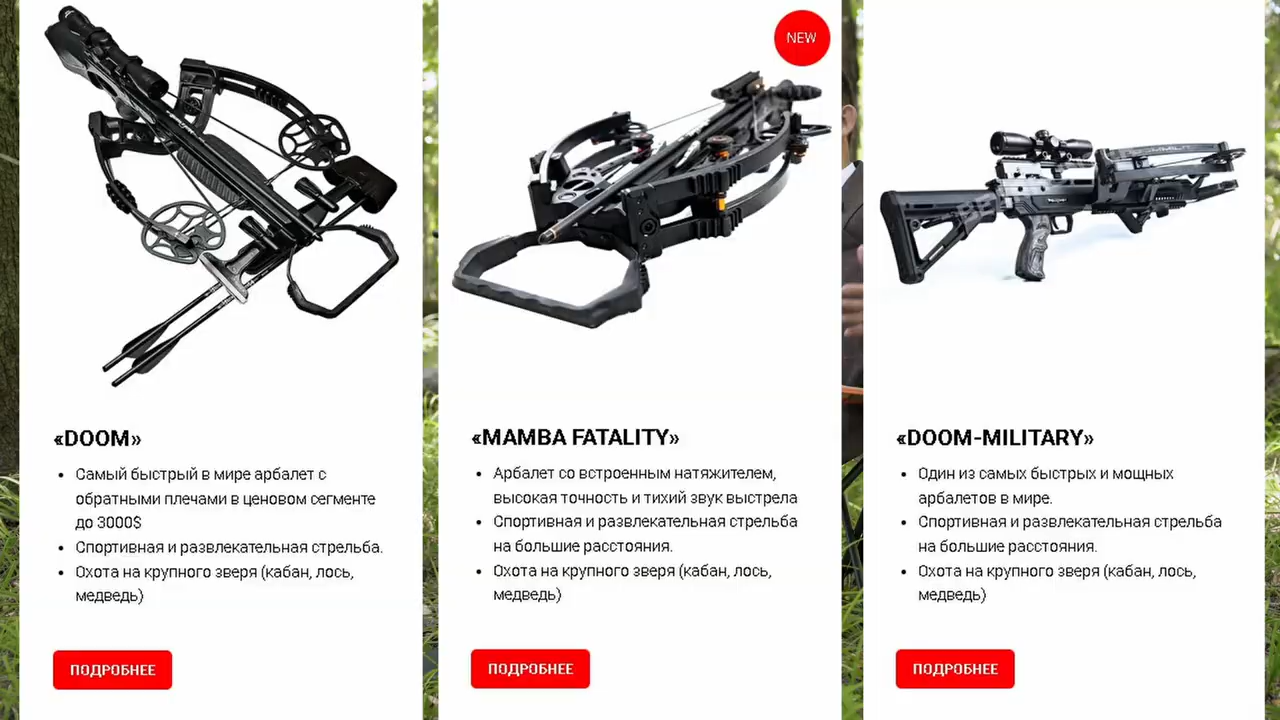 NEW
«DOOM»
• Самый быстрый в мире арбалет с
обратными плечами в ценовом сегменте
до 3000$
• Спортивная и развлекательная стрельба.
• Охота на крупного зверя (кабан, лось,
медведь)
ПОДРОБНЕЕ
«MAMBA FATALITY»
• Арбалет со встроенным натяжителем,
высокая точность и тихий звук выстрела
• Спортивная и развлекательная стрельба
на большие расстояния.
• Охота на крупного зверя (кабан, лось,
медведь)
ПОДРОБНЕЕ
«DOOM-MILITARY»
• Один из самых быстрых и мощных
арбалетов в мире.
• Спортивная и развлекательная стрельба
на большие расстояния.
• Охота на крупного зверя (кабан, лось,
медведь)
ПОДРОБНЕЕ